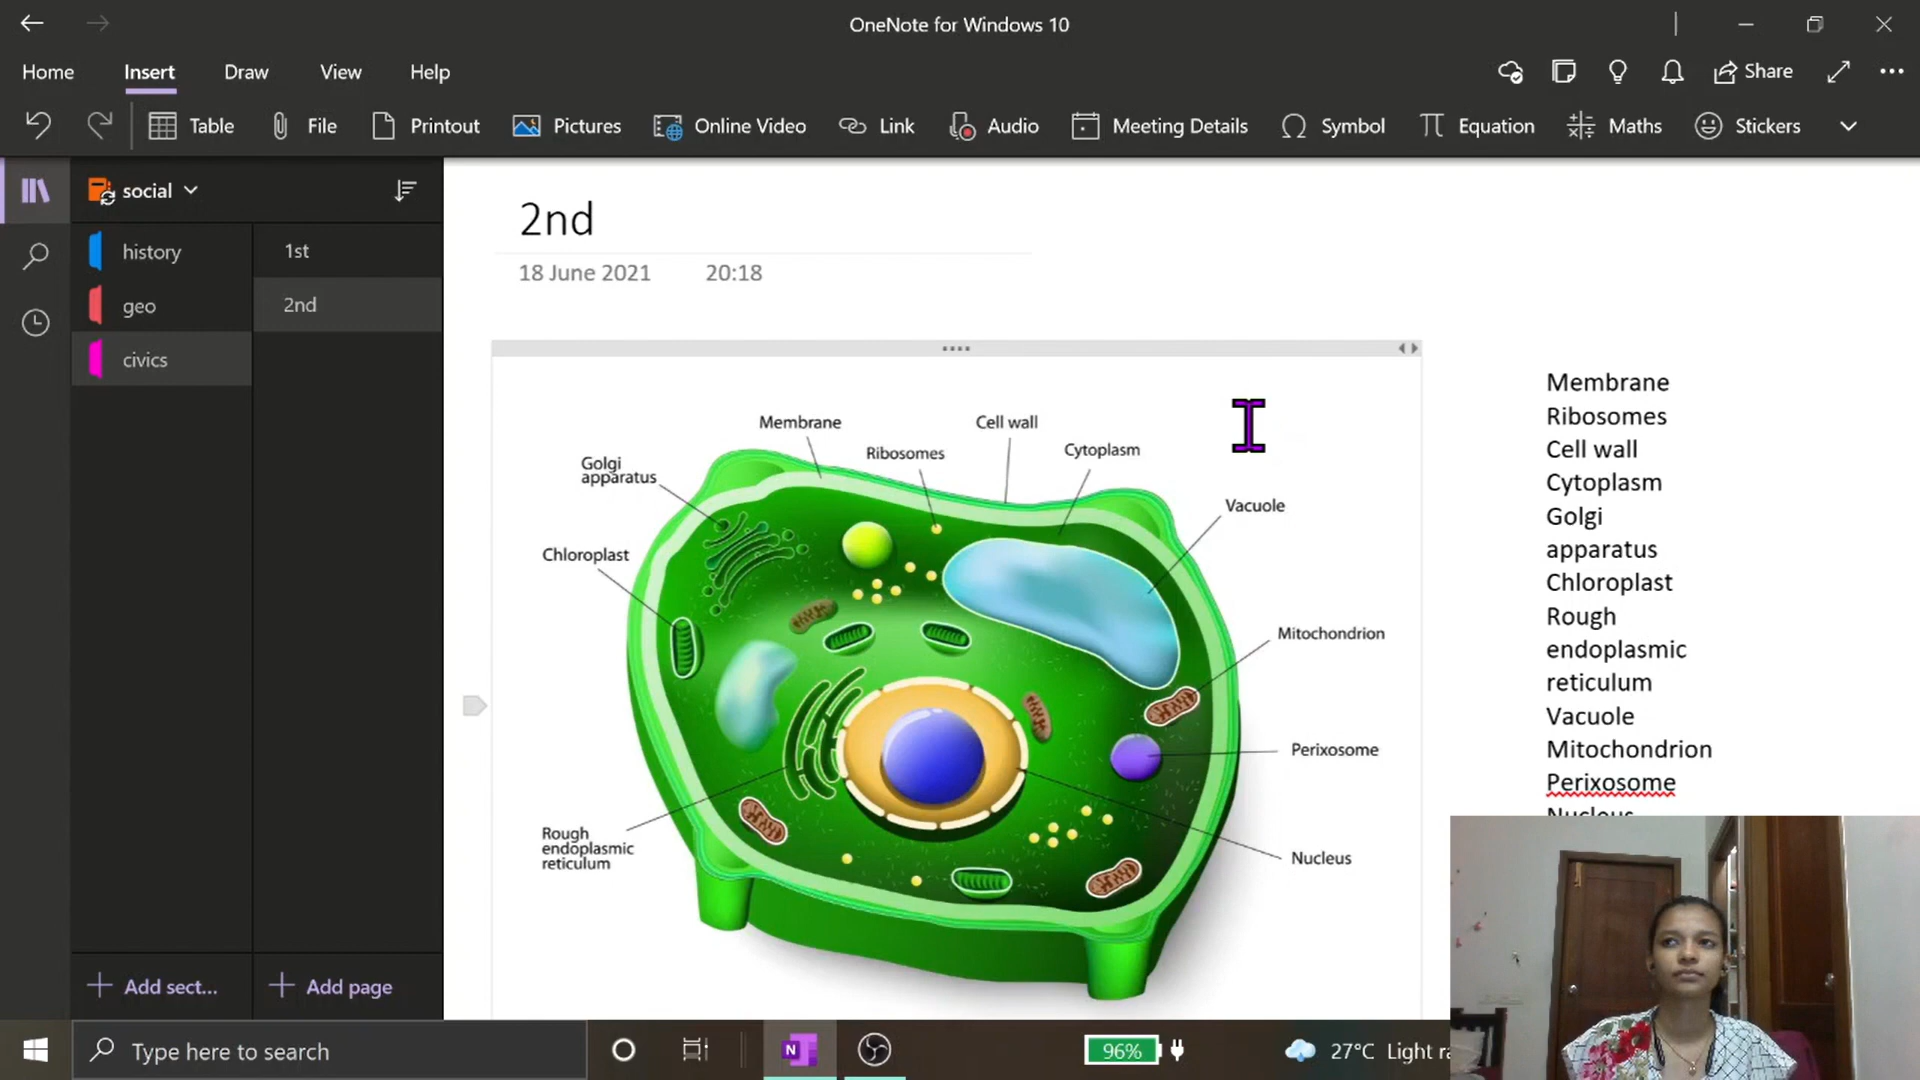 OneNote for Windows 10
Home Insert Draw View Help
Share
Table File Printout Pictures Online Video Link Audio Meeting Details Symbol Equation Maths Stickers
social
history
geo
civics
1st
2nd
Add sect...
Add page
2nd
18 June 2021 20:18
Membrane
Cell wall
Ribosomes
Cytoplasm
Golgi
apparatus
Vacuole
Chloroplast
Mitochondrion
Perixosome
Rough
endoplasmic
reticulum
Nucleus
Membrane
Ribosomes
Cell wall
Cytoplasm
Golgi
apparatus
Chloroplast
Rough
endoplasmic
reticulum
Vacuole
Mitochondrion
Perixosome
Nucleus
Type here to search
96%
27°C Light ra